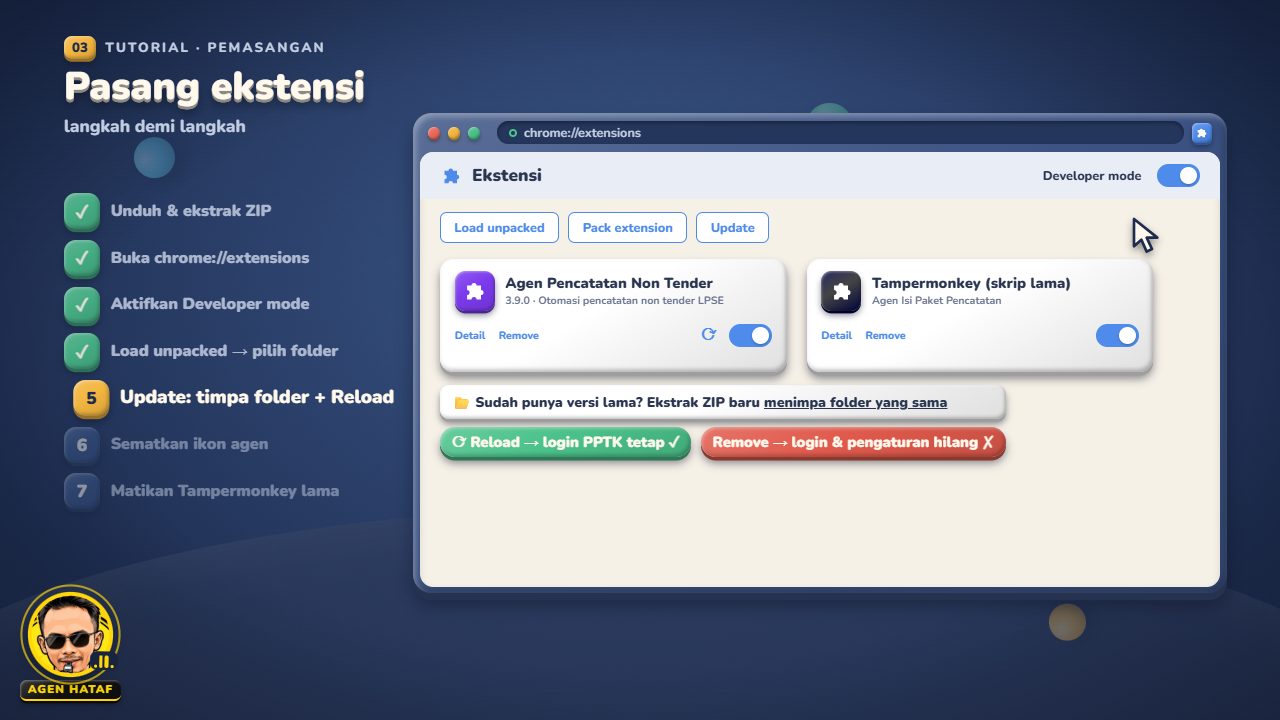 03 TUTORIAL · PEMASANGAN
Pasang ekstensi
langkah demi langkah
✓ Unduh & ekstrak ZIP
✓ Buka chrome://extensions
✓ Aktifkan Developer mode
✓ Load unpacked → pilih folder
5 Update: timpa folder + Reload
6 Sematkan ikon agen
7 Matikan Tampermonkey lama
chrome://extensions
Ekstensi
Developer mode
Load unpacked
Pack extension
Update
Agen Pencatatan Non Tender
3.9.0 · Otomasi pencatatan non tender LPSE
Detail Remove
Tampermonkey (skrip lama)
Agen Isi Paket Pencatatan
Detail Remove
Sudah punya versi lama? Ekstrak ZIP baru menimpa folder yang sama
⟳ Reload → login PPTK tetap ✓
Remove → login & pengaturan hilang ✗
AGEN HATAF